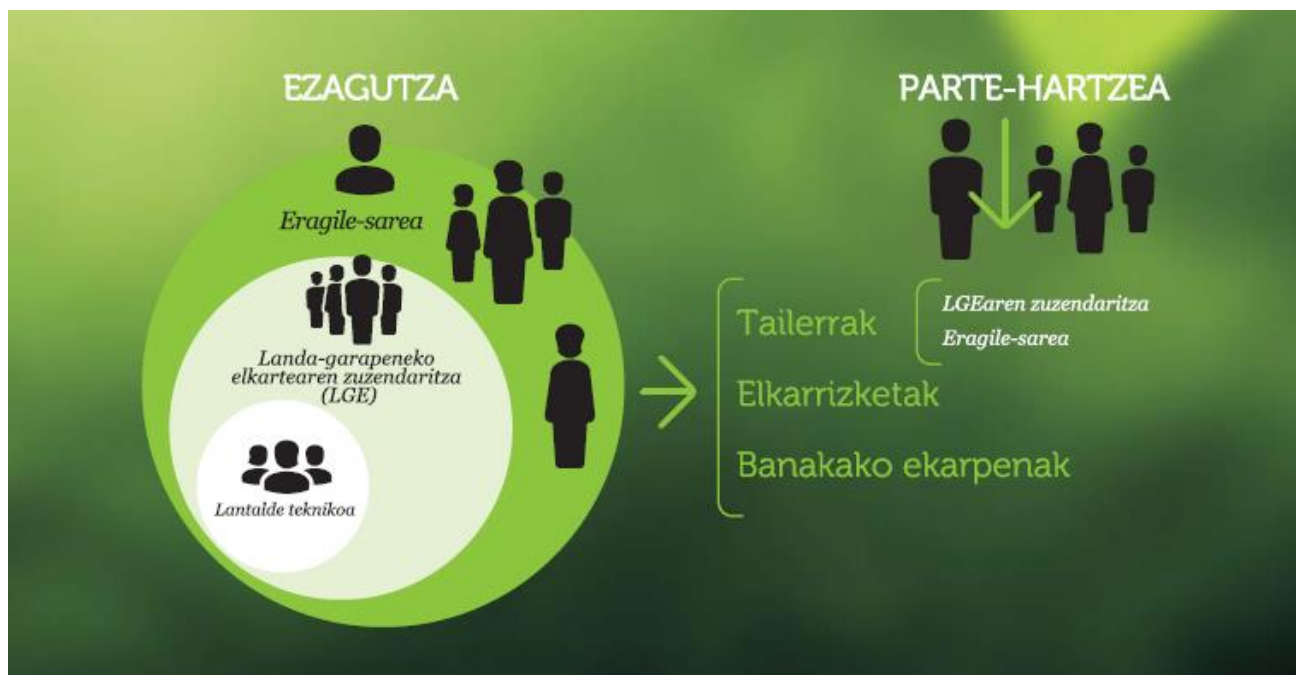 EZAGUTZA
Eragile-sarea
Landa-garapeneko
elkartearen zuzendaritza
(LGE)
Lantalde teknikoa
PARTE-HARTZEA
Tailerrak
LGEaren zuzendaritza
Eragile-sarea
Elkarrizketak
Banakako ekarpenak